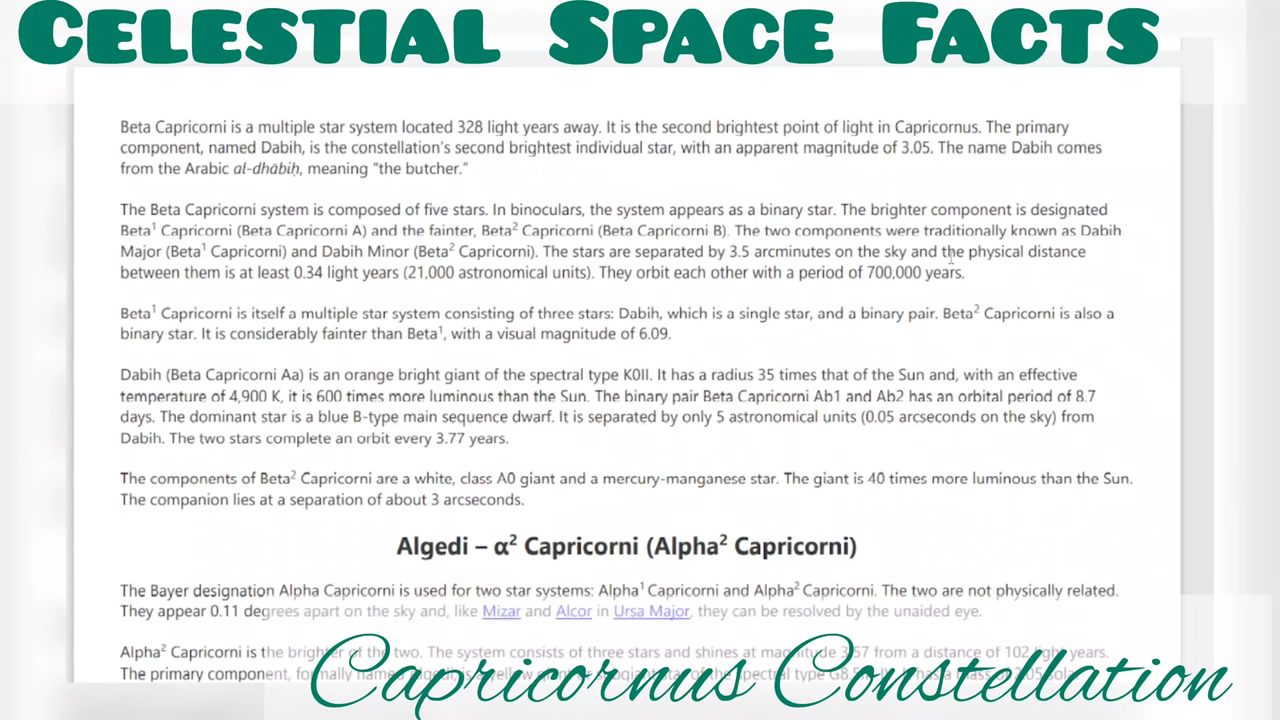 Celestial Space Facts
Beta Capricorni is a multiple star system located 328 light years away. It is the second brightest point of light in Capricornus. The primary
component, named Dabih, is the constellation's second brightest individual star, with an apparent magnitude of 3.05. The name Dabih comes
from the Arabic al-dhābiḥ, meaning “the butcher.”
The Beta Capricorni system is composed of five stars. In binoculars, the system appears as a binary star. The brighter component is designated
Beta¹ Capricorni (Beta Capricorni A) and the fainter, Beta² Capricorni (Beta Capricorni B). The two components were traditionally known as Dabih
Major (Beta¹ Capricorni) and Dabih Minor (Beta² Capricorni). The stars are separated by 3.5 arcminutes on the sky and the physical distance
between them is at least 0.34 light years (21,000 astronomical units). They orbit each other with a period of 700,000 years.
Beta¹ Capricorni is itself a multiple star system consisting of three stars: Dabih, which is a single star, and a binary pair. Beta² Capricorni is also a
binary star. It is considerably fainter than Beta¹, with a visual magnitude of 6.09.
Dabih (Beta Capricorni Aa) is an orange bright giant of the spectral type K0II. It has a radius 35 times that of the Sun and, with an effective
temperature of 4,900 K, it is 600 times more luminous than the Sun. The binary pair Beta Capricorni Ab1 and Ab2 has an orbital period of 8.7
days. The dominant star is a blue B-type main sequence dwarf. It is separated by only 5 astronomical units (0.05 arcseconds on the sky) from
Dabih. The two stars complete an orbit every 3.77 years.
The components of Beta² Capricorni are a white, class A0 giant and a mercury-manganese star. The giant is 40 times more luminous than the Sun.
The companion lies at a separation of about 3 arcseconds.
Algedi – α² Capricorni (Alpha² Capricorni)
The Bayer designation Alpha Capricorni is used for two star systems: Alpha¹ Capricorni and Alpha² Capricorni. The two are not physically related.
They appear 0.11 degrees apart on the sky and, like Mizar and Alcor in Ursa Major, they can be resolved by the unaided eye.
Alpha² Capricorni is the brighter of the two. The system consists of three stars and shines at magnitude 3.57 from a distance of 102 light years.
The primary component, formally named Algedi, is a yellow of the spectral type G8
Capricornus Constellation